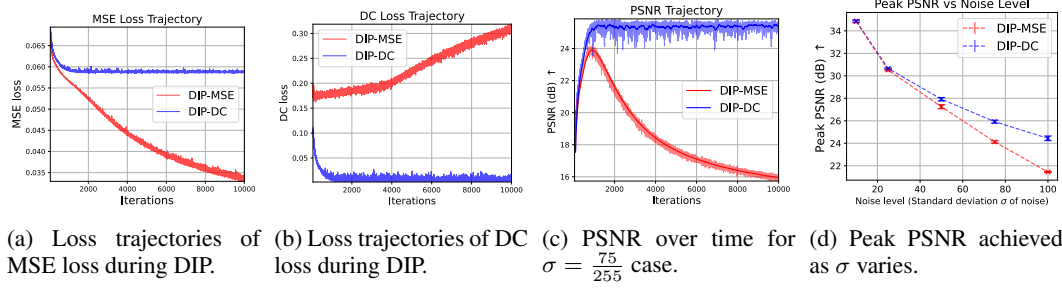 MSE Loss Trajectory
MSE loss
0.065
0.060
0.055
0.050
0.045
0.040
0.035
DIP-MSE
DIP-DC
2000 4000 6000 8000 10000
Iterations
DC Loss Trajectory
DC loss
0.30
0.25
0.20
0.15
0.10
0.05
DIP-MSE
DIP-DC
2000 4000 6000 8000 10000
Iterations
PSNR Trajectory
PSNR (dB) ↑
24
22
20
18
16
DIP-MSE
DIP-DC
2000 4000 6000 8000 10000
Iterations
Peak PSNR vs Noise Level
Peak PSNR (dB) ↑
34
32
30
28
26
24
22
DIP-MSE
DIP-DC
20 40 60 80 100
Noise level (Standard deviation σ of noise)
(a) Loss trajectories of
MSE loss during DIP.
(b) Loss trajectories of DC
loss during DIP.
(c) PSNR over time for
σ = 75/255 case.
(d) Peak PSNR achieved
as σ varies.